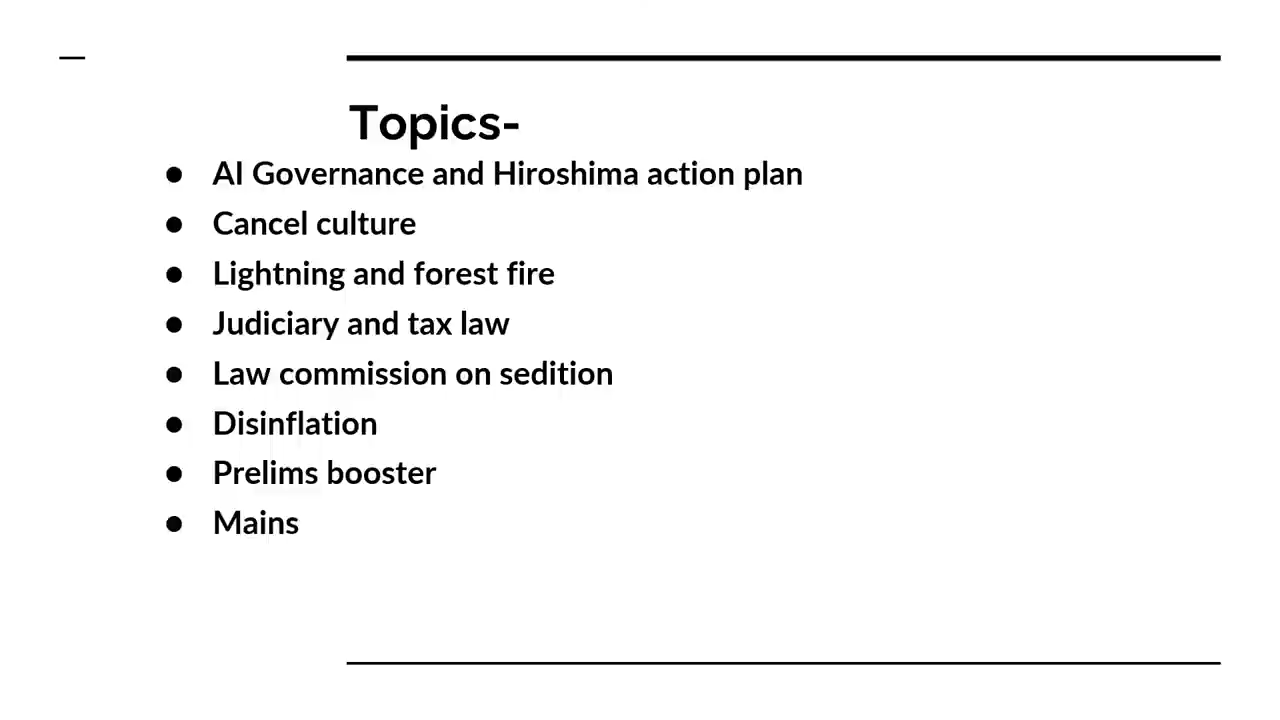 Topics-
● AI Governance and Hiroshima action plan
● Cancel culture
● Lightning and forest fire
● Judiciary and tax law
● Law commission on sedition
● Disinflation
● Prelims booster
● Mains